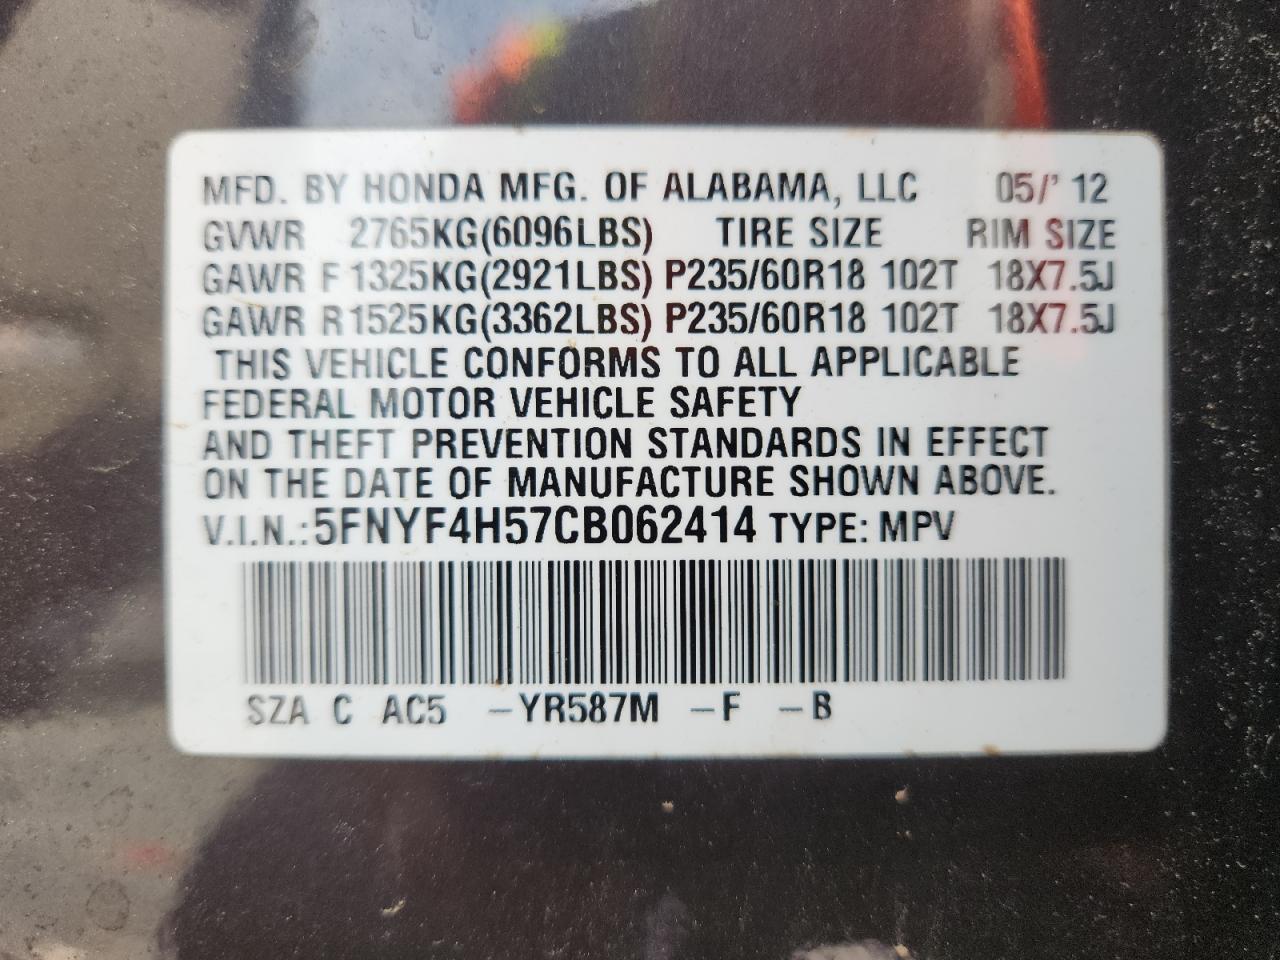 MFD. BY HONDA MFG. OF ALABAMA, LLC 05/' 12
GVWR 2765KG(6096LBS) TIRE SIZE RIM SIZE
GAWR F 1325KG(2921LBS) P235/60R18 102T 18X7.5J
GAWR R 1525KG(3362LBS) P235/60R18 102T 18X7.5J
THIS VEHICLE CONFORMS TO ALL APPLICABLE
FEDERAL MOTOR VEHICLE SAFETY
AND THEFT PREVENTION STANDARDS IN EFFECT
ON THE DATE OF MANUFACTURE SHOWN ABOVE.
V.I.N.:5FNYF4H57CB062414 TYPE: MPV
SZA C AC5 –YR587M –F –B